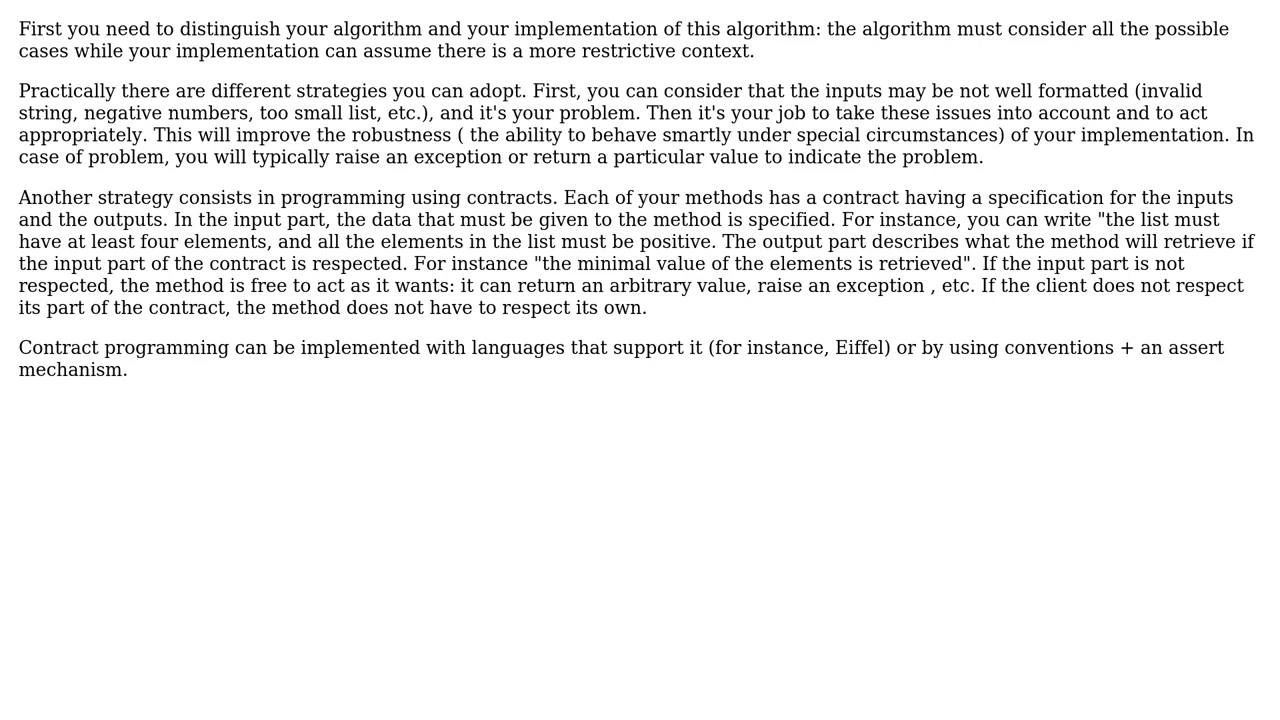 First you need to distinguish your algorithm and your implementation of this algorithm: the algorithm must consider all the possible
cases while your implementation can assume there is a more restrictive context.
Practically there are different strategies you can adopt. First, you can consider that the inputs may be not well formatted (invalid
string, negative numbers, too small list, etc.), and it's your problem. Then it's your job to take these issues into account and to act
appropriately. This will improve the robustness ( the ability to behave smartly under special circumstances) of your implementation. In
case of problem, you will typically raise an exception or return a particular value to indicate the problem.
Another strategy consists in programming using contracts. Each of your methods has a contract having a specification for the inputs
and the outputs. In the input part, the data that must be given to the method is specified. For instance, you can write "the list must
have at least four elements, and all the elements in the list must be positive. The output part describes what the method will retrieve if
the input part of the contract is respected. For instance "the minimal value of the elements is retrieved". If the input part is not
respected, the method is free to act as it wants: it can return an arbitrary value, raise an exception , etc. If the client does not respect
its part of the contract, the method does not have to respect its own.
Contract programming can be implemented with languages that support it (for instance, Eiffel) or by using conventions + an assert
mechanism.